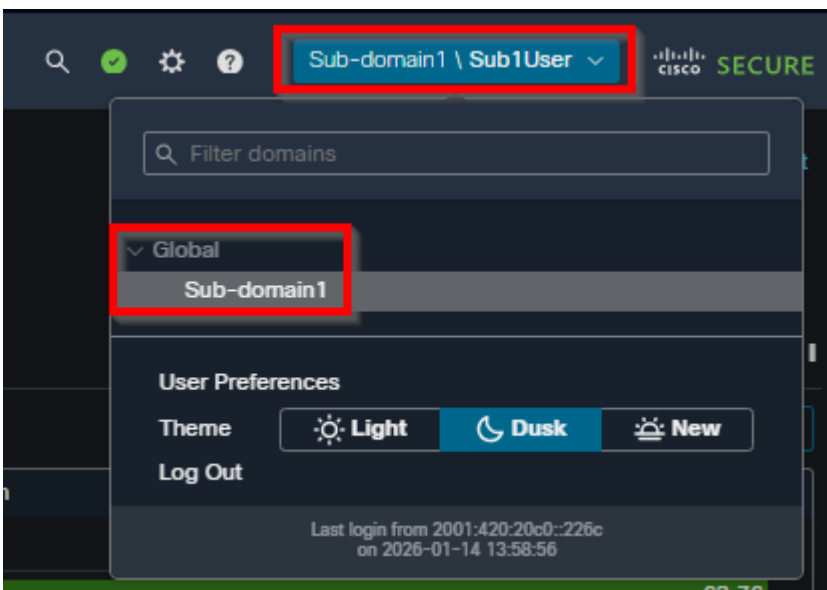 Sub-domain1 \ Sub1User
cisco SECURE
Filter domains
Global
Sub-domain1
User Preferences
Theme Light Dusk New
Log Out
Last login from 2001:420:20c0::226c
on 2026-01-14 13:58:56